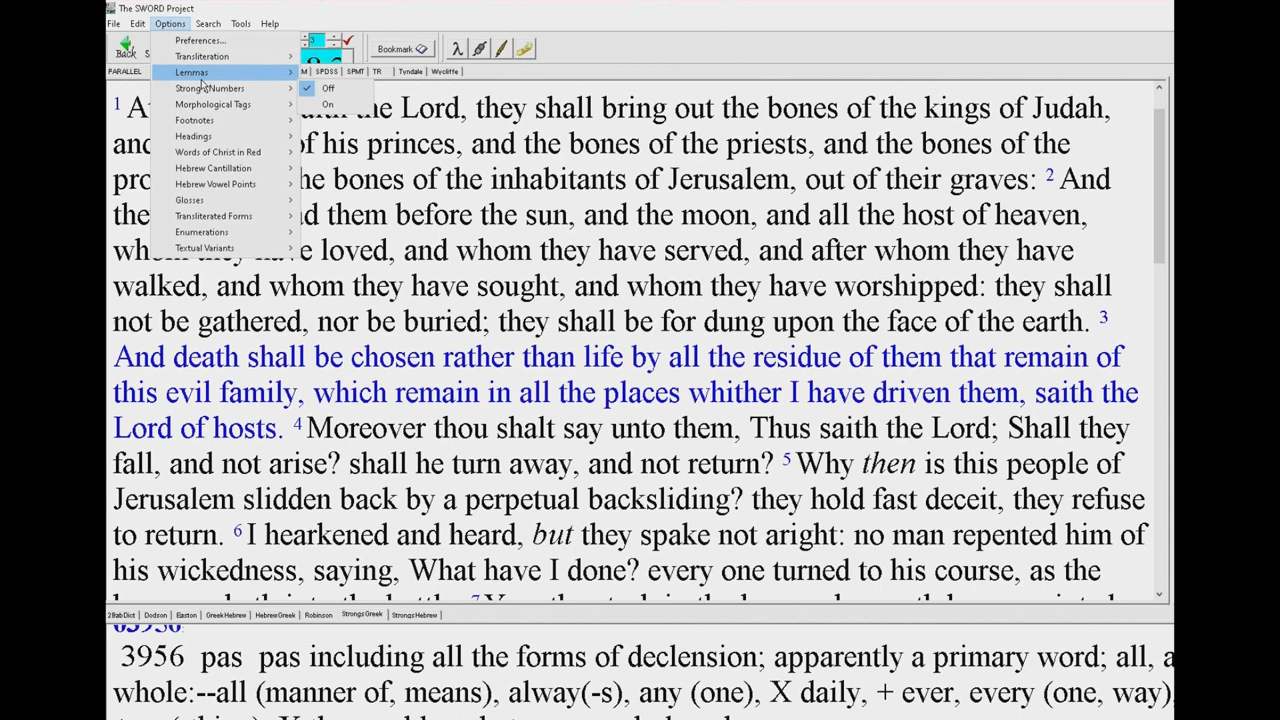 The SWORD Project
File Edit Options Search Tools Help
Preferences...
Transliteration
Lemmas
Strong's Numbers
Morphological Tags
Footnotes
Headings
Words of Christ in Red
Hebrew Cantillation
Hebrew Vowel Points
Glosses
Transliterated Forms
Enumerations
Textual Variants
Off
On
Back
3
Bookmark
λ
PARALLEL M SPDSS SPMT TR Tyndale Wycliffe
1 the Lord, they shall bring out the bones of the kings of Judah,
and of his princes, and the bones of the priests, and the bones of the
pro he bones of the inhabitants of Jerusalem, out of their graves: 2 And
the d them before the sun, and the moon, and all the host of heaven,
whom they have loved, and whom they have served, and after whom they have
walked, and whom they have sought, and whom they have worshipped: they shall
not be gathered, nor be buried; they shall be for dung upon the face of the earth. 3
And death shall be chosen rather than life by all the residue of them that remain of
this evil family, which remain in all the places whither I have driven them, saith the
Lord of hosts. 4 Moreover thou shalt say unto them, Thus saith the Lord; Shall they
fall, and not arise? shall he turn away, and not return? 5 Why then is this people of
Jerusalem slidden back by a perpetual backsliding? they hold fast deceit, they refuse
to return. 6 I hearkened and heard, but they spake not aright: no man repented him of
his wickedness, saying, What have I done? every one turned to his course, as the
2BabDict Dodson Easton GreekHebrew HebrewGreek Robinson StrongsGreek StrongsHebrew
03956
3956 pas pas including all the forms of declension; apparently a primary word; all, a
whole:--all (manner of, means), alway(-s), any (one), X daily, + ever, every (one, way)